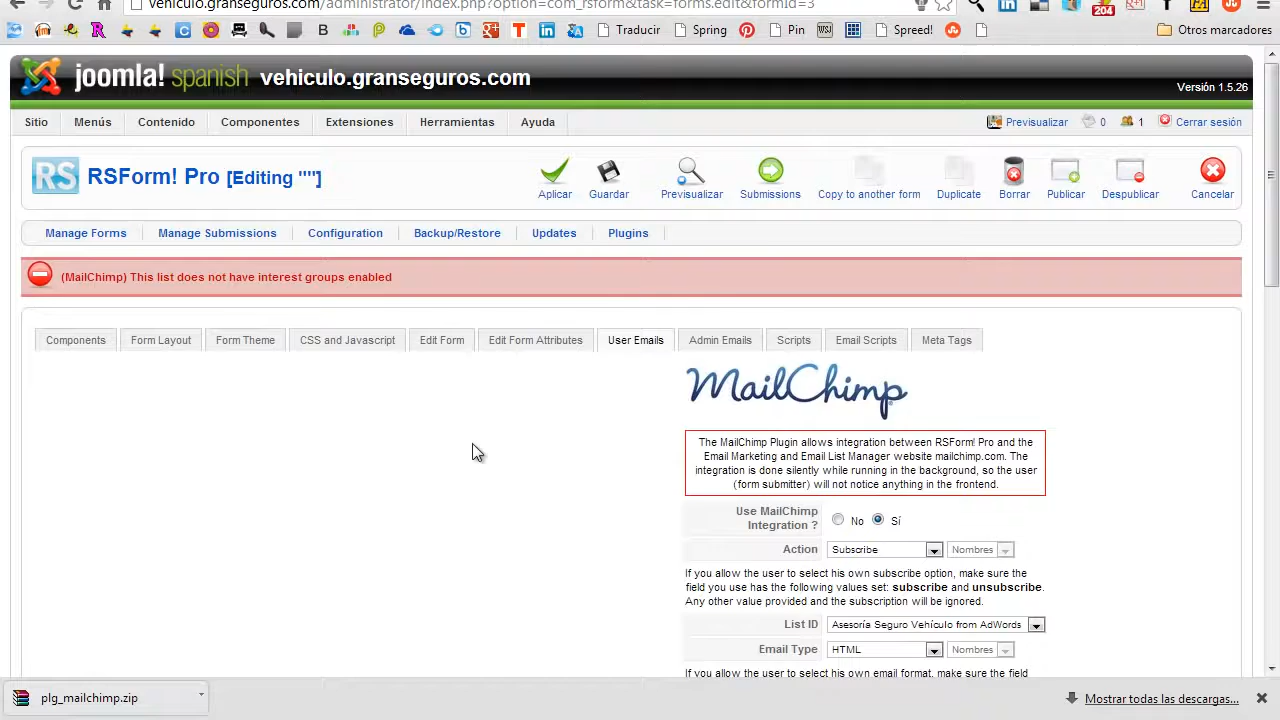 vehiculo.granseguros.com/administrator/index.php?option=com_rsform&task=forms.edit&formId=3
204
Traducir
Spring
Pin
Spreed!
Otros marcadores
joomla! spanish vehiculo.granseguros.com
Versión 1.5.26
Sitio Menús Contenido Componentes Extensiones Herramientas Ayuda Previsualizar 0 1 Cerrar sesión
RS RSForm! Pro [Editing ""]
Aplicar Guardar Previsualizar Submissions Copy to another form Duplicate Borrar Publicar Despublicar Cancelar
Manage Forms Manage Submissions Configuration Backup/Restore Updates Plugins
(MailChimp) This list does not have interest groups enabled
Components Form Layout Form Theme CSS and Javascript Edit Form Edit Form Attributes User Emails Admin Emails Scripts Email Scripts Meta Tags
MailChimp
The MailChimp Plugin allows integration between RSForm! Pro and the
Email Marketing and Email List Manager website mailchimp.com. The
integration is done silently while running in the background, so the user
(form submitter) will not notice anything in the frontend.
Use MailChimp
Integration ? No Sí
Action Subscribe Nombres
If you allow the user to select his own subscribe option, make sure the
field you use has the following values set: subscribe and unsubscribe.
Any other value provided and the subscription will be ignored.
List ID Asesoría Seguro Vehículo from AdWords
Email Type HTML Nombres
If you allow the user to select his own email format, make sure the field
plg_mailchimp.zip
Mostrar todas las descargas...